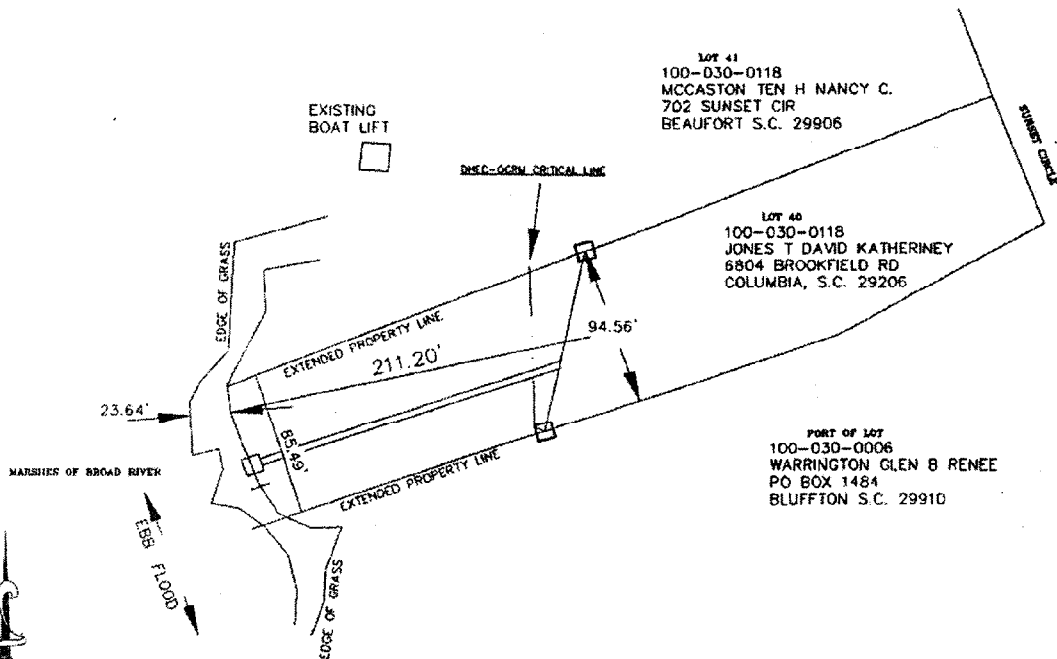 LOT 41
100-030-0118
MCCASTON TEN H NANCY C.
702 SUNSET CIR
BEAUFORT S.C. 29906
EXISTING
BOAT LIFT
SUNSET CIRCLE
DHEC-OCRM CRITICAL LINE
LOT 40
100-030-0118
JONES T DAVID KATHERINEY
6804 BROOKFIELD RD
COLUMBIA, S.C. 29206
EDGE OF GRASS
EXTENDED PROPERTY LINE
94.56'
211.20'
23.64'
85.49'
EXTENDED PROPERTY LINE
PORT OF LOT
100-030-0006
WARRINGTON GLEN B RENEE
PO BOX 1484
BLUFFTON S.C. 29910
MARSHES OF BROAD RIVER
EBB FLOOD
EDGE OF GRASS